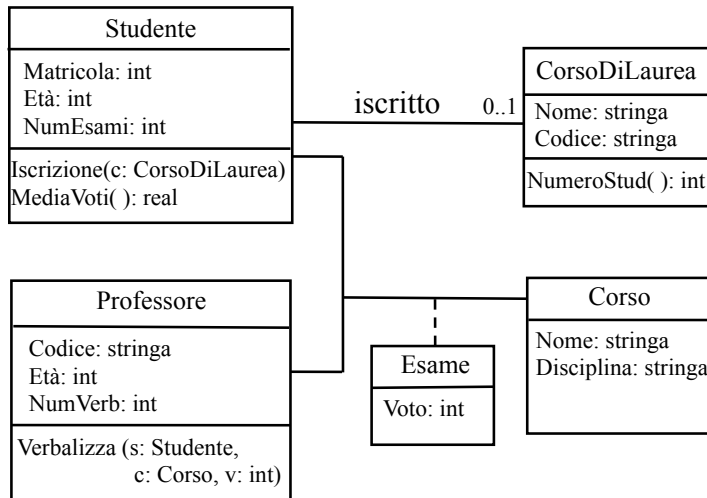 Studente
Matricola: int
Età: int
NumEsami: int
Iscrizione(c: CorsoDiLaurea)
MediaVoti( ): real
iscritto
0..1
CorsoDiLaurea
Nome: stringa
Codice: stringa
NumeroStud( ): int
Professore
Codice: stringa
Età: int
NumVerb: int
Verbalizza (s: Studente,
c: Corso, v: int)
Esame
Voto: int
Corso
Nome: stringa
Disciplina: stringa